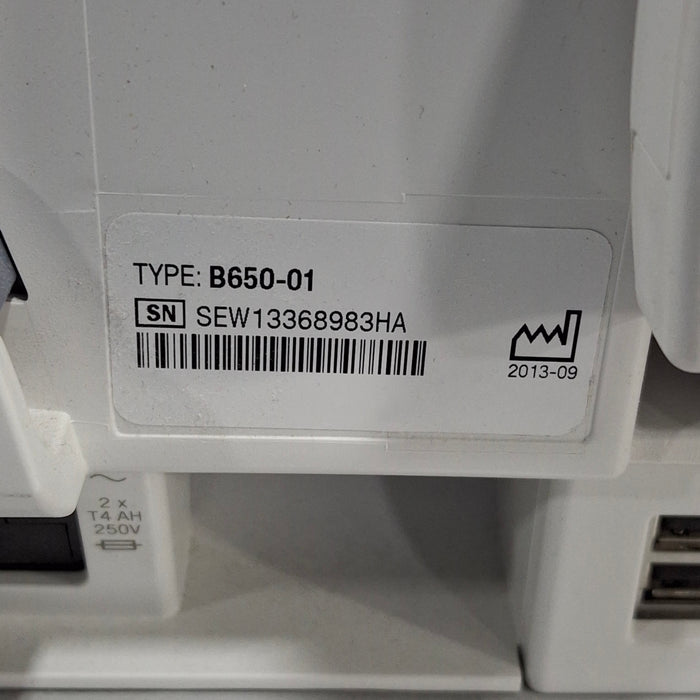 TYPE: B650-01
SN SEW13368983HA
2013-09
2 x
T4 AH
250V